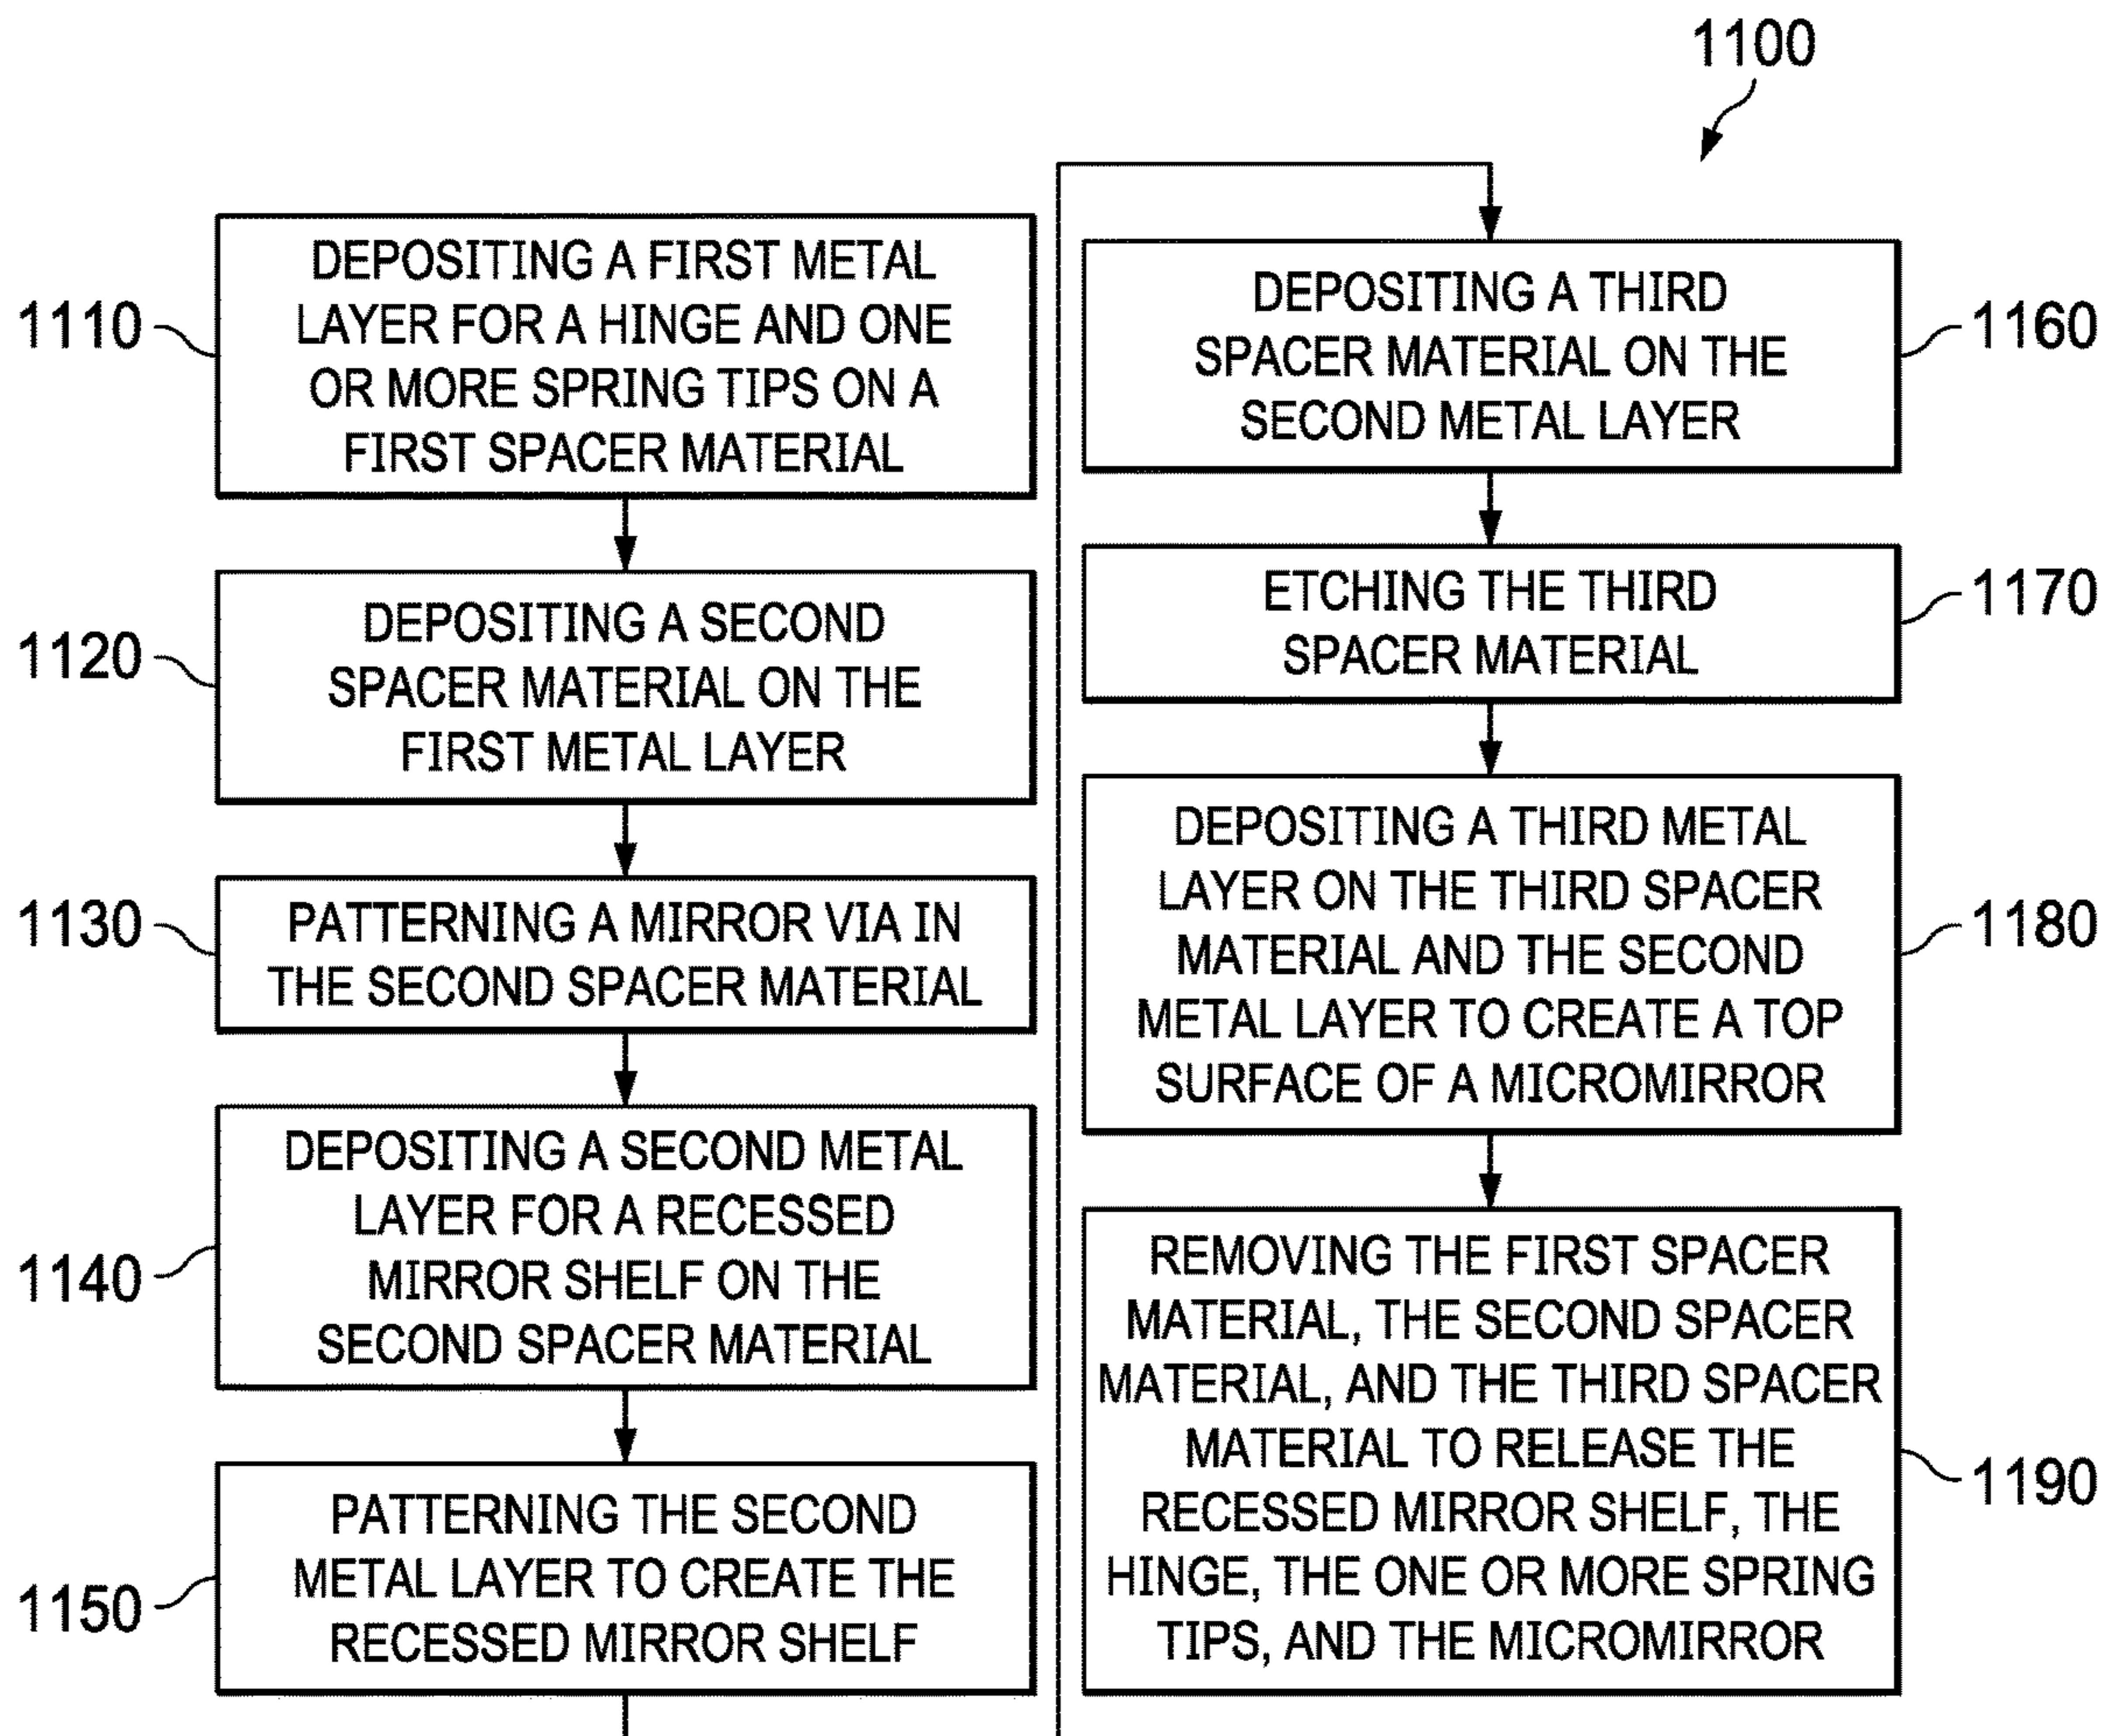 1100
1110
DEPOSITING A FIRST METAL
LAYER FOR A HINGE AND ONE
OR MORE SPRING TIPS ON A
FIRST SPACER MATERIAL
1120
DEPOSITING A SECOND
SPACER MATERIAL ON THE
FIRST METAL LAYER
1130
PATTERNING A MIRROR VIA IN
THE SECOND SPACER MATERIAL
1140
DEPOSITING A SECOND METAL
LAYER FOR A RECESSED
MIRROR SHELF ON THE
SECOND SPACER MATERIAL
1150
PATTERNING THE SECOND
METAL LAYER TO CREATE THE
RECESSED MIRROR SHELF
DEPOSITING A THIRD
SPACER MATERIAL ON THE
SECOND METAL LAYER
1160
ETCHING THE THIRD
SPACER MATERIAL
1170
DEPOSITING A THIRD METAL
LAYER ON THE THIRD SPACER
MATERIAL AND THE SECOND
METAL LAYER TO CREATE A TOP
SURFACE OF A MICROMIRROR
1180
REMOVING THE FIRST SPACER
MATERIAL, THE SECOND SPACER
MATERIAL, AND THE THIRD SPACER
MATERIAL TO RELEASE THE
RECESSED MIRROR SHELF, THE
HINGE, THE ONE OR MORE SPRING
TIPS, AND THE MICROMIRROR
1190